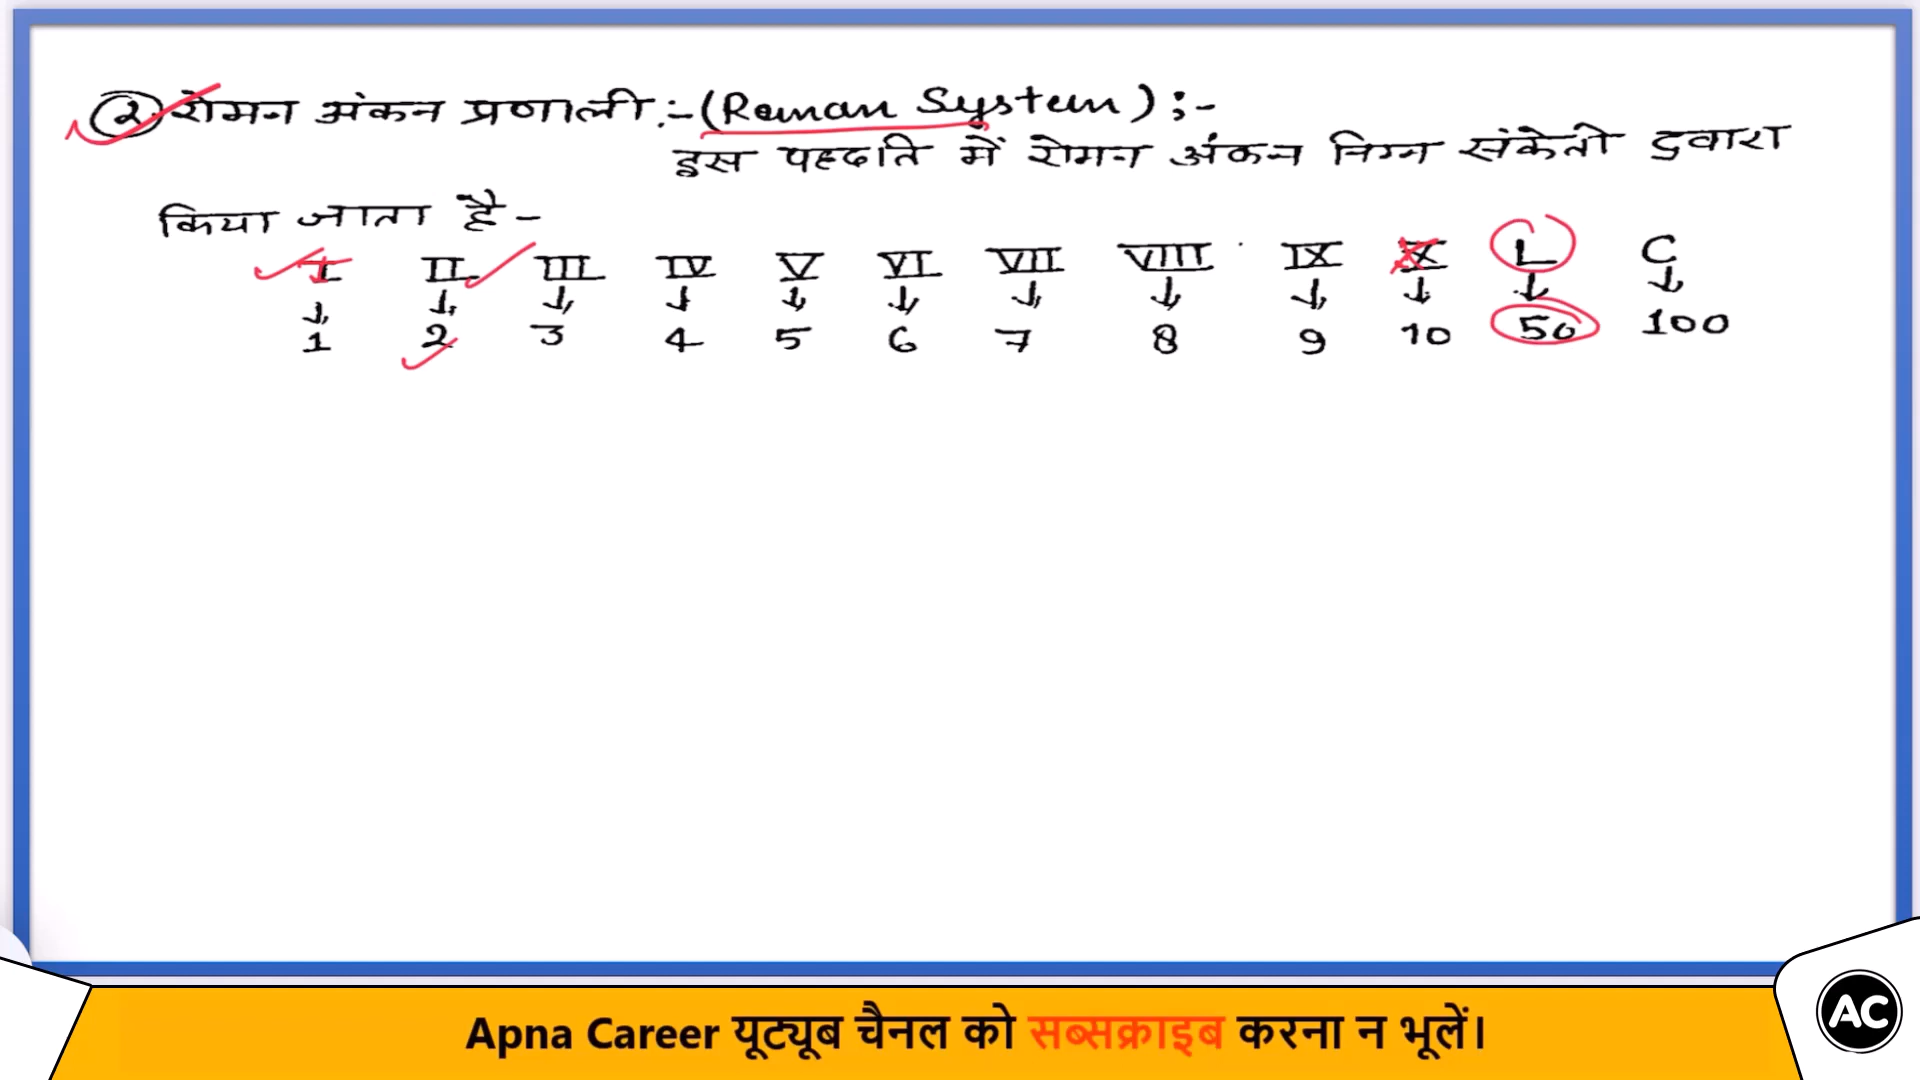 २ रोमन अंकन प्रणाली :- (Roman System) ;-
इस पद्धति में रोमन अंकन निम्न संकेतो दुवारा
किया जाता है -
I II III IV V VI VII VIII IX X L C
↓ ↓ ↓ ↓ ↓ ↓ ↓ ↓ ↓ ↓ ↓ ↓
1 2 3 4 5 6 7 8 9 10 50 100
Apna Career यूट्यूब चैनल को सब्सक्राइब करना न भूलें।
AC